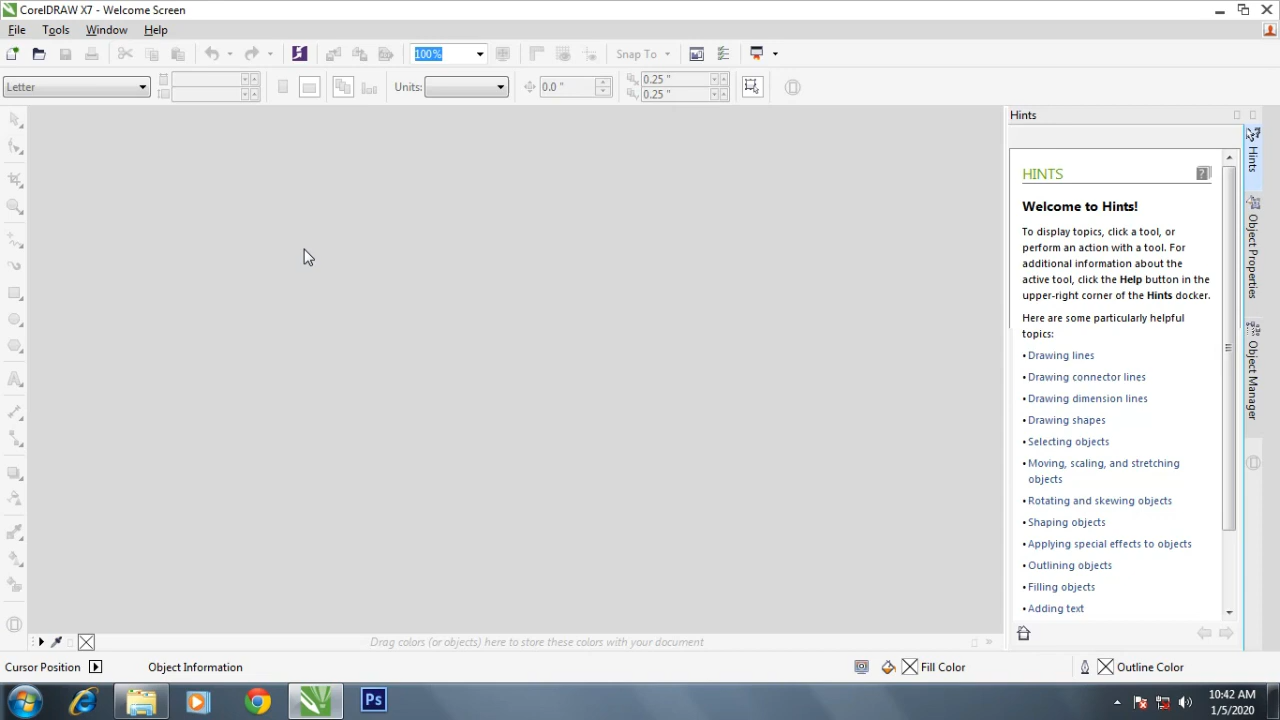 CorelDRAW X7 - Welcome Screen
File Tools Window Help
100% Snap To
Letter Units: 0.0 " 0.25 "
0.25 "
Hints
HINTS
Welcome to Hints!
To display topics, click a tool, or
perform an action with a tool. For
additional information about the
active tool, click the Help button in the
upper-right corner of the Hints docker.
Here are some particularly helpful
topics:
• Drawing lines
• Drawing connector lines
• Drawing dimension lines
• Drawing shapes
• Selecting objects
• Moving, scaling, and stretching
objects
• Rotating and skewing objects
• Shaping objects
• Applying special effects to objects
• Outlining objects
• Filling objects
• Adding text
Hints
Object Properties
Object Manager
Drag colors (or objects) here to store these colors with your document
Cursor Position Object Information Fill Color Outline Color
Ps
10:42 AM
1/5/2020